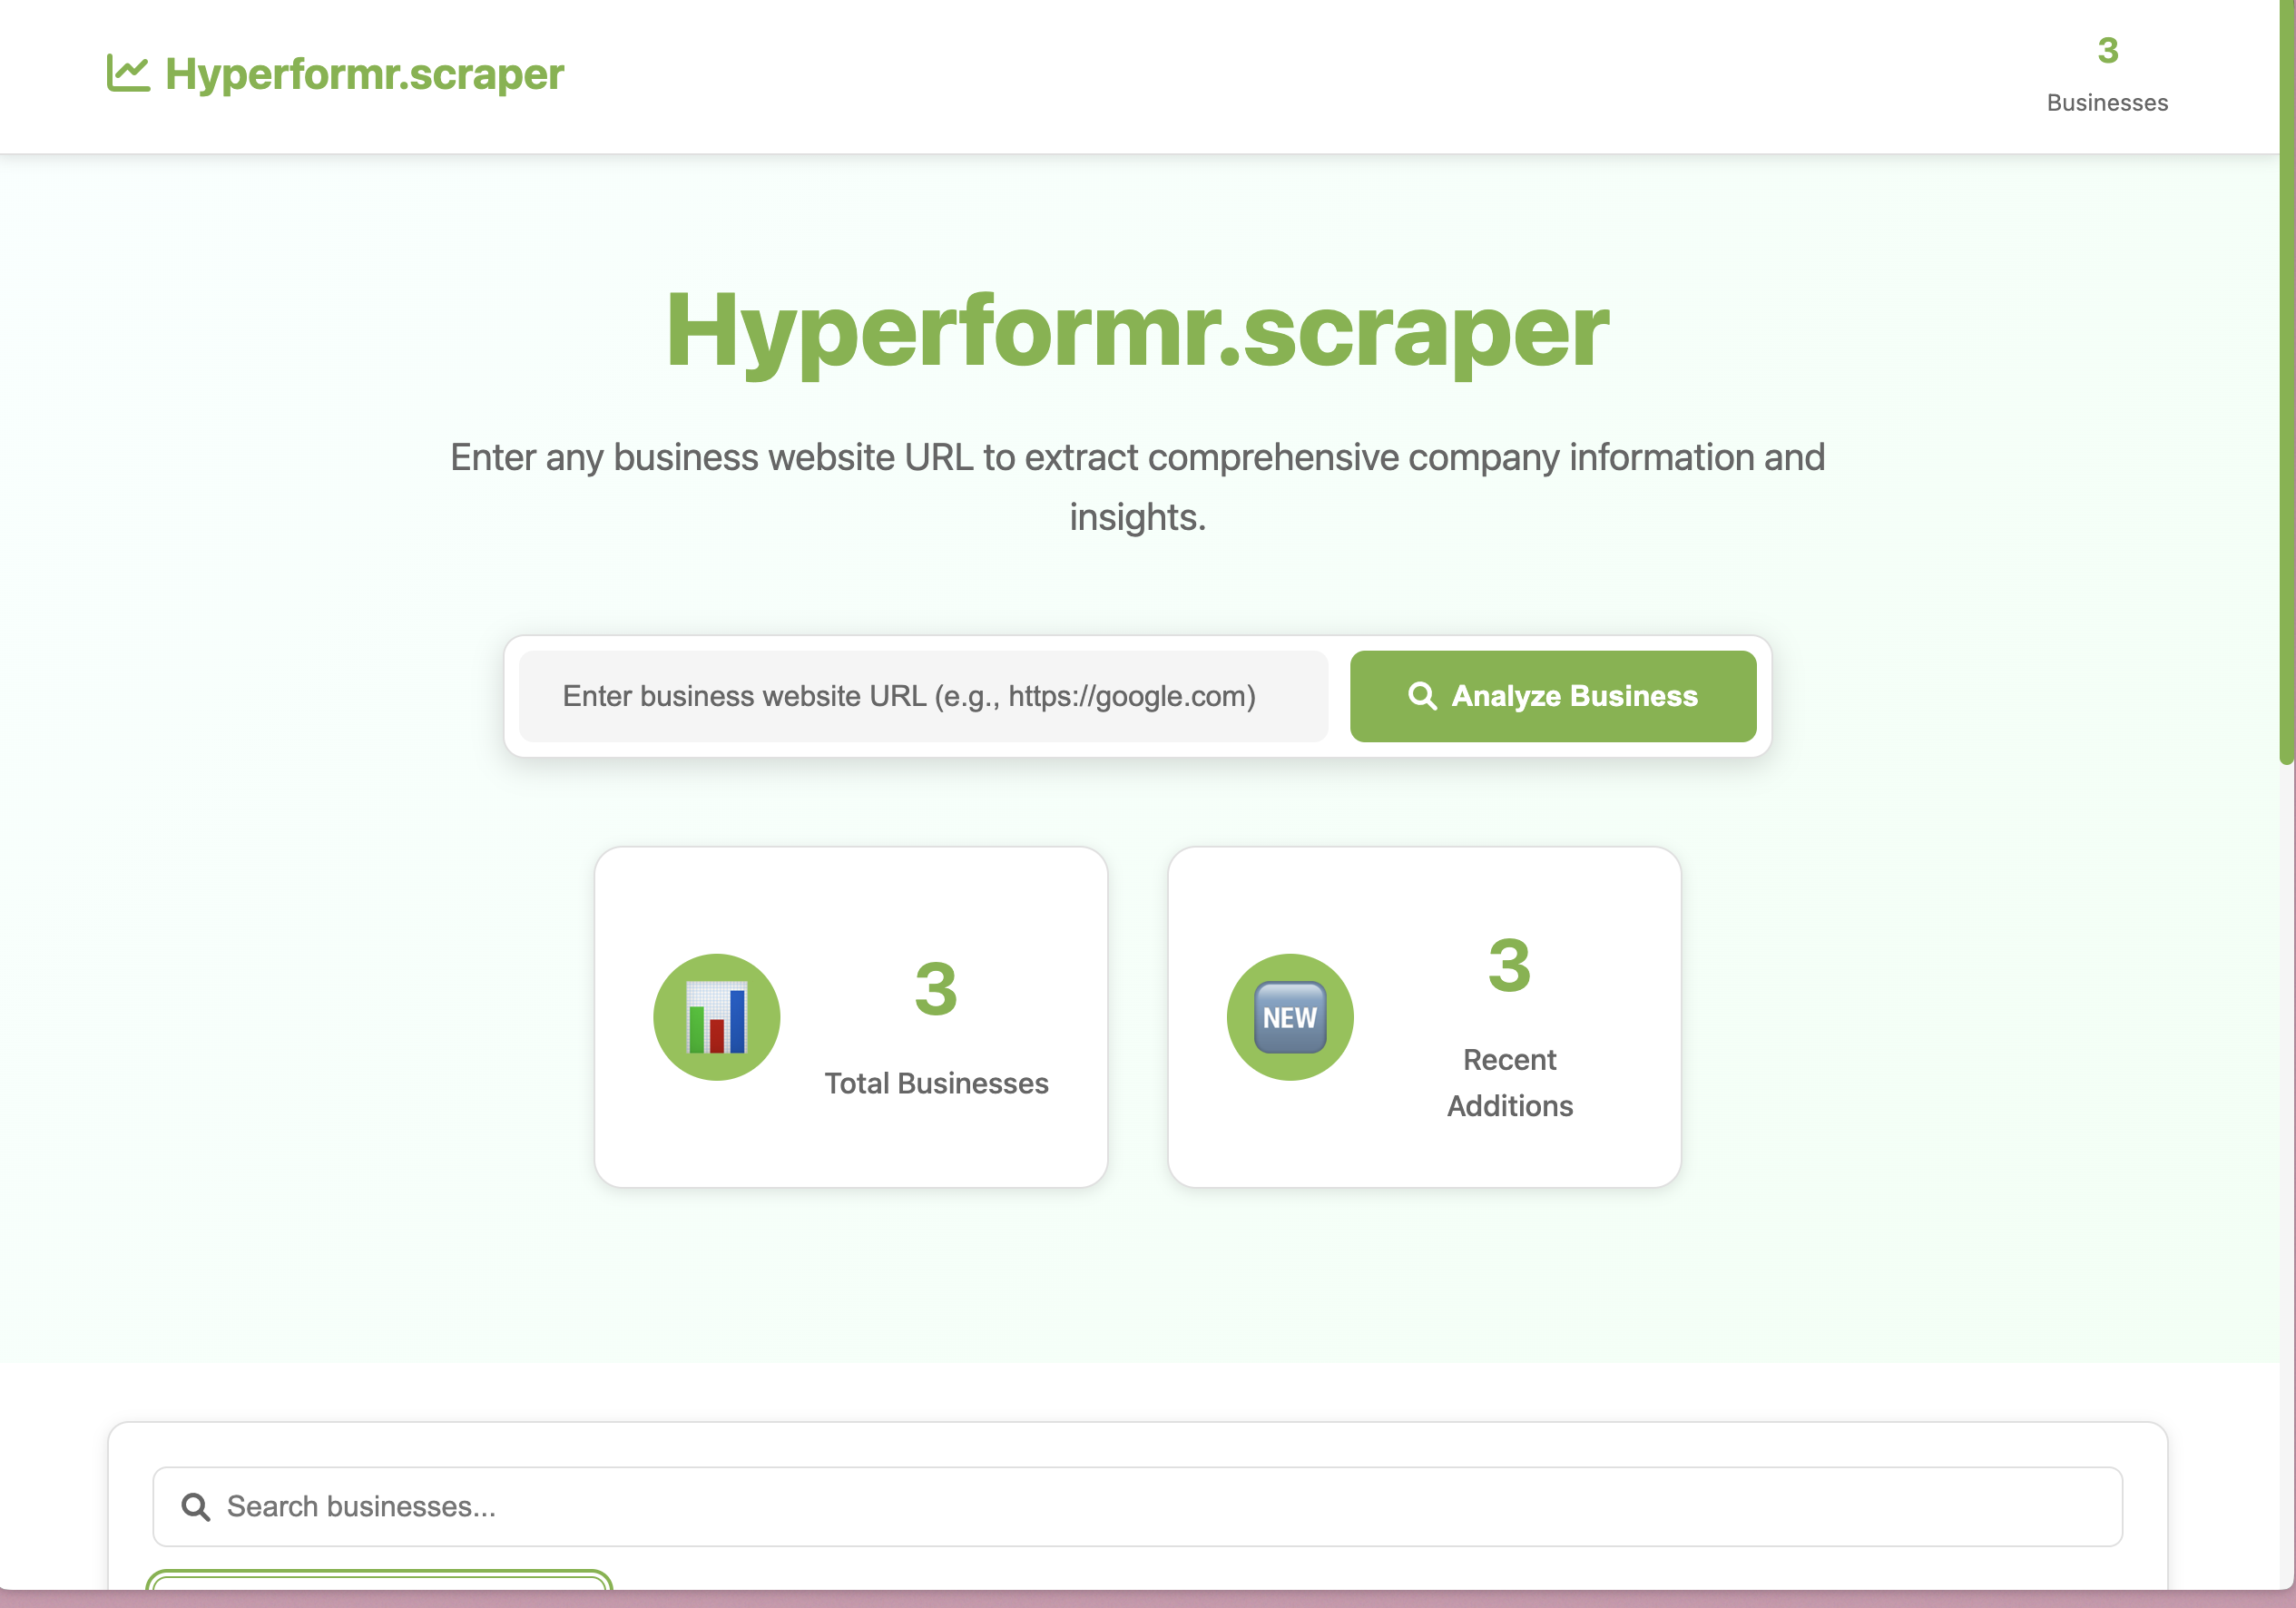 Hyperformr.scraper
3
Businesses
Hyperformr.scraper
Enter any business website URL to extract comprehensive company information and
insights.
Enter business website URL (e.g., https://google.com)
Analyze Business
3
Total Businesses
NEW
3
Recent
Additions
Search businesses...